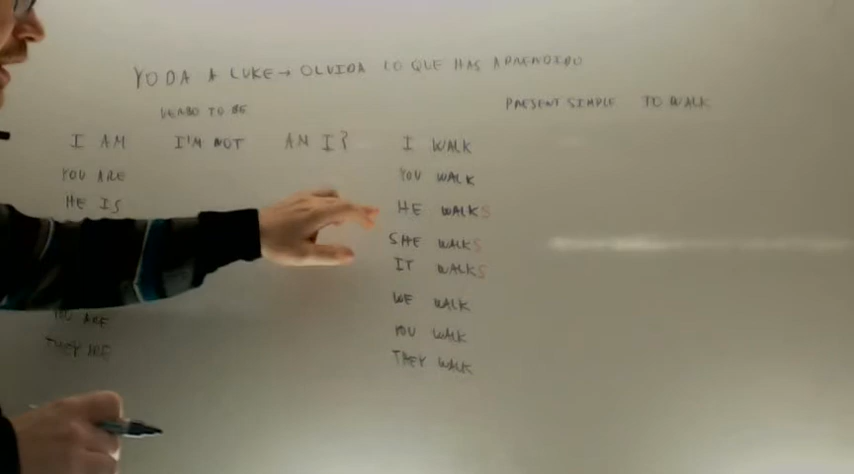 YODA A LUKE → OLVIDA LO QUE HAS APRENDIDO
VERBO TO BE
PRESENT SIMPLE TO WALK
I AM I'M NOT AM I? I WALK
YOU ARE YOU WALK
HE IS HE WALKS
SHE WALKS
IT WALKS
WE WALK
YOU ARE YOU WALK
THEY ARE THEY WALK